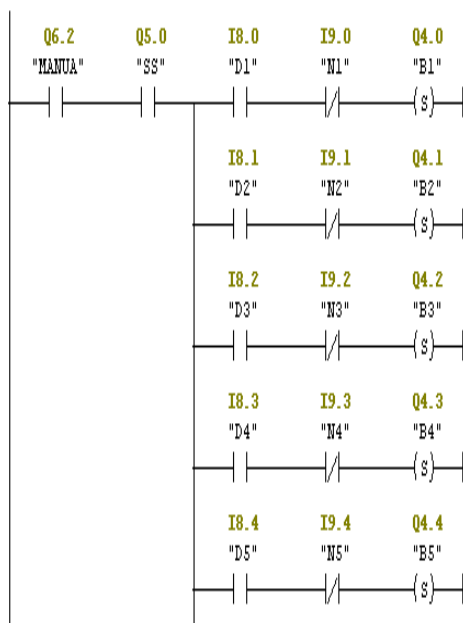 Q6.2 Q5.0 I8.0 I9.0 Q4.0
"MANUA" "SS" "D1" "N1" "B1"
S
I8.1 I9.1 Q4.1
"D2" "N2" "B2"
S
I8.2 I9.2 Q4.2
"D3" "N3" "B3"
S
I8.3 I9.3 Q4.3
"D4" "N4" "B4"
S
I8.4 I9.4 Q4.4
"D5" "N5" "B5"
S